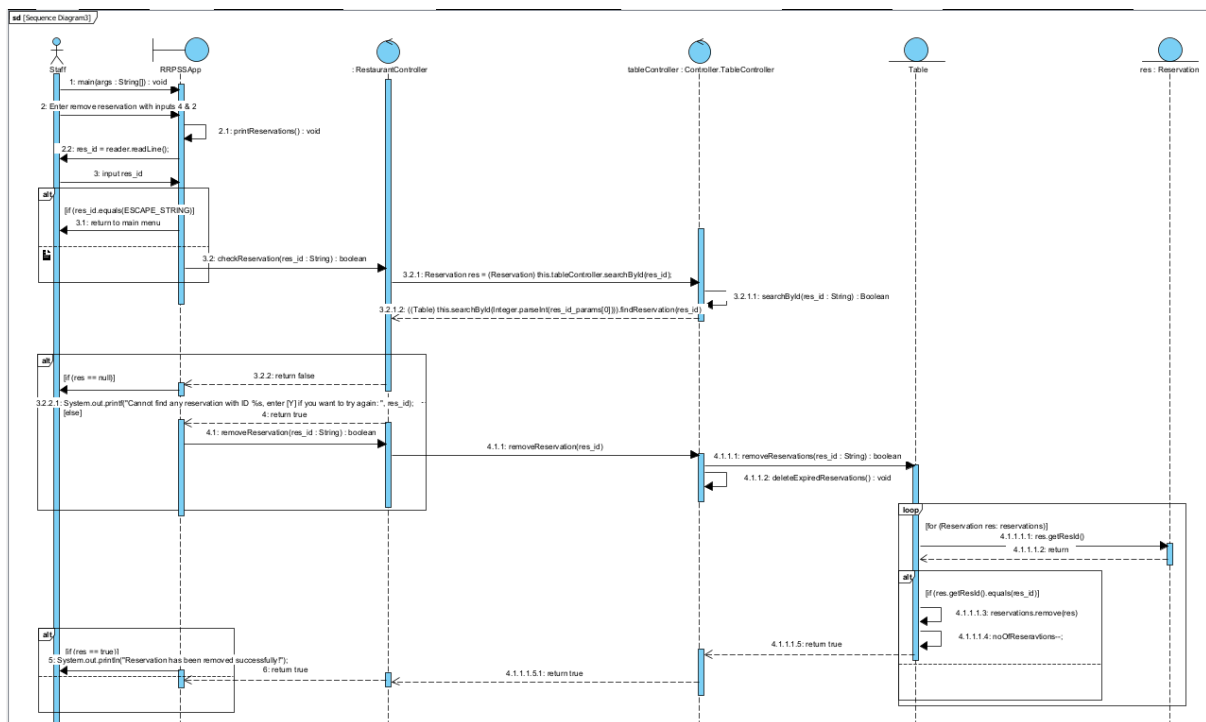 sd [Sequence Diagram3]
Staff
RRPSSApp
: RestaurantController
tableController : Controller.TableController
Table
res : Reservation
1: main(args : String[]) : void
2: Enter remove reservation with inputs 4 & 2
2.1: printReservations() : void
2.2: res_id = reader.readLine();
3: input res_id
alt
[if (res_id.equals(ESCAPE_STRING)]
3.1: return to main menu
3.2: checkReservation(res_id : String) : boolean
3.2.1: Reservation res = (Reservation) this.tableController.searchById(res_id);
3.2.1.1: searchById(res_id : String) : Boolean
3.2.1.2: ((Table) this.searchById(Integer.parseInt(res_id_params[0]))).findReservation(res_id)
alt
[if (res == null)]
3.2.2: return false
3.2.2.1: System.out.printf("Cannot find any reservation with ID %s, enter [Y] if you want to try again: ", res_id);
[else]
4: return true
4.1: removeReservation(res_id : String) : boolean
4.1.1: removeReservation(res_id)
4.1.1.1: removeReservations(res_id : String) : boolean
4.1.1.2: deleteExpiredReservations() : void
loop
[for (Reservation res: reservations)]
4.1.1.1.1: res.getResId()
4.1.1.1.2: return
alt
[if (res.getResId().equals(res_id)]
4.1.1.1.3: reservations.remove(res)
4.1.1.1.4: noOfReseravtions--;
4.1.1.1.5: return true
alt
[if (res == true)]
5: System.out.println("Reservation has been removed successfully!");
6: return true
4.1.1.1.5.1: return true